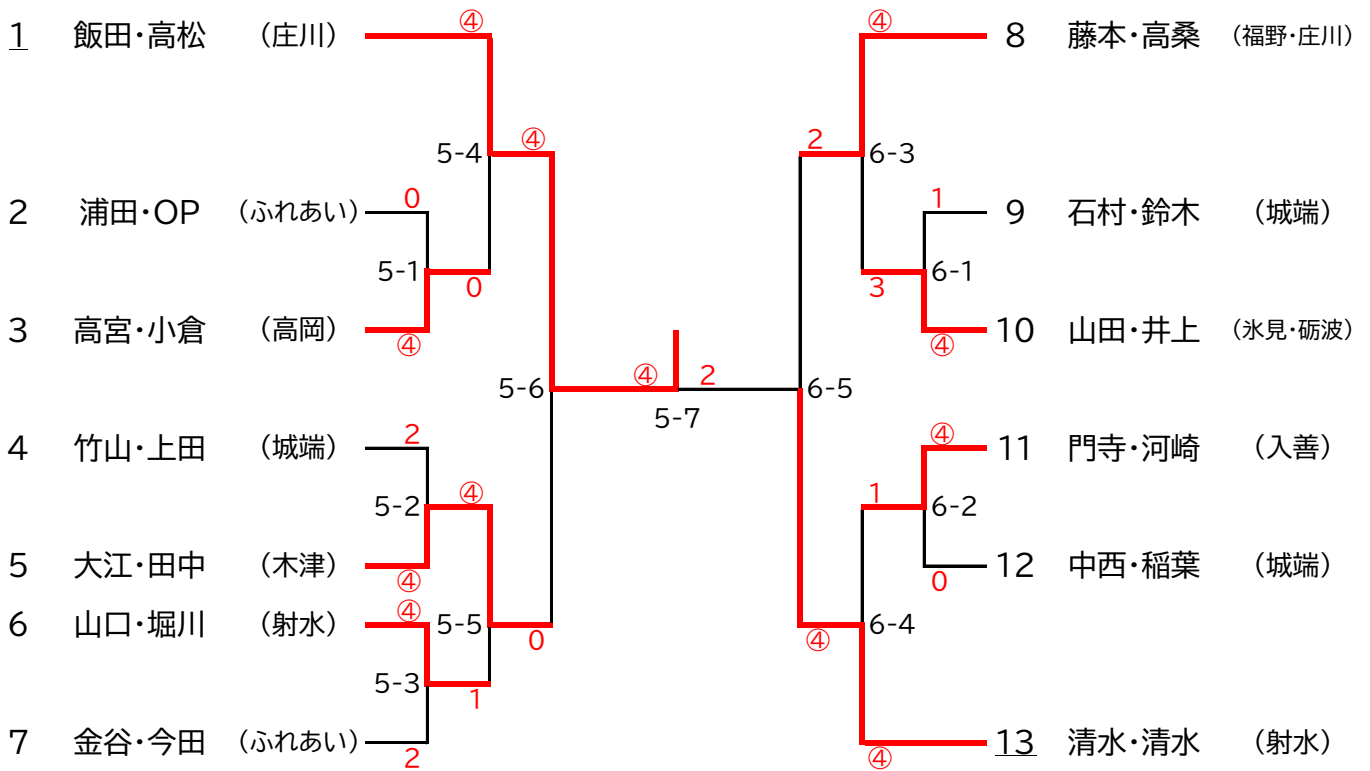 ④ ④
1 飯田・高松 (庄川) 8 藤本・高桑 (福野・庄川)
5-4 ④ 2 6-3
0 1
2 浦田・OP (ふれあい) 9 石村・鈴木 (城端)
5-1 0 3 6-1
3 高宮・小倉 (高岡) 10 山田・井上 (氷見・砺波)
④ ④
5-6 ④ 2 6-5
5-7
2 ④
4 竹山・上田 (城端) 11 門寺・河崎 (入善)
5-2 ④ 1 6-2
5 大江・田中 (木津) 12 中西・稲葉 (城端)
④ 0
④
6 山口・堀川 (射水) 5-5 0 ④ 6-4
5-3 1
7 金谷・今田 (ふれあい) 13 清水・清水 (射水)
2 ④